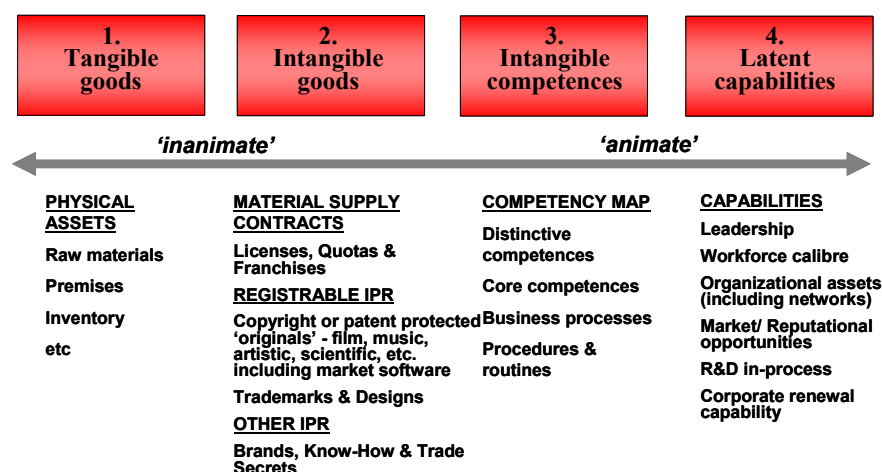 1.
Tangible
goods
2.
Intangible
goods
3.
Intangible
competences
4.
Latent
capabilities
‘inanimate’
‘animate’
PHYSICAL
ASSETS
Raw materials
Premises
Inventory
etc
MATERIAL SUPPLY
CONTRACTS
Licenses, Quotas &
Franchises
REGISTRABLE IPR
Copyright or patent protected
‘originals’ - film, music,
artistic, scientific, etc.
including market software
Trademarks & Designs
OTHER IPR
Brands, Know-How & Trade
Secrets
COMPETENCY MAP
Distinctive
competences
Core competences
Business processes
Procedures &
routines
CAPABILITIES
Leadership
Workforce calibre
Organizational assets
(including networks)
Market/ Reputational
opportunities
R&D in-process
Corporate renewal
capability